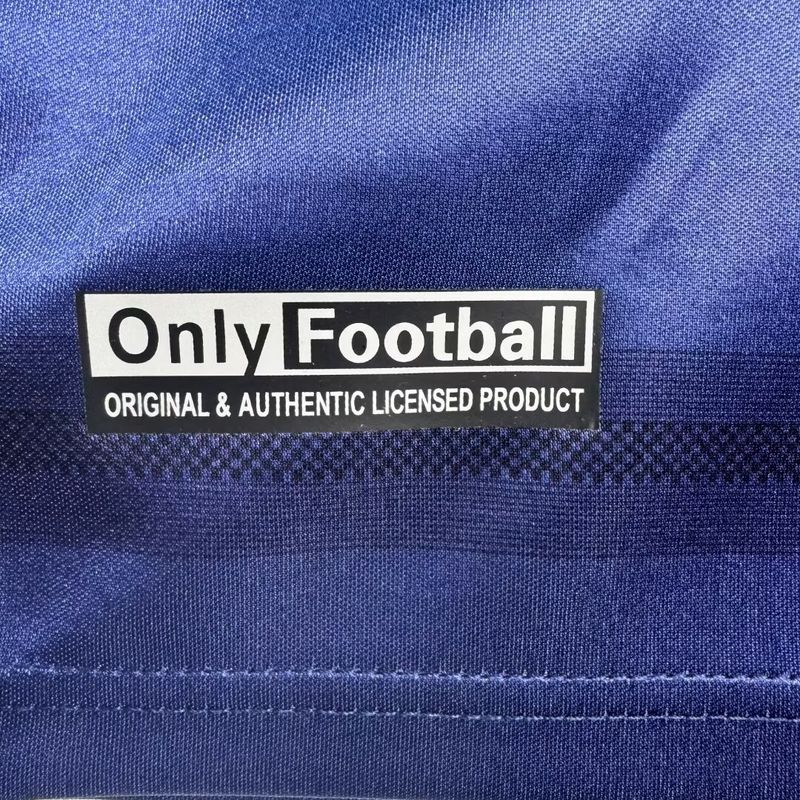 Only Football
ORIGINAL & AUTHENTIC LICENSED PRODUCT